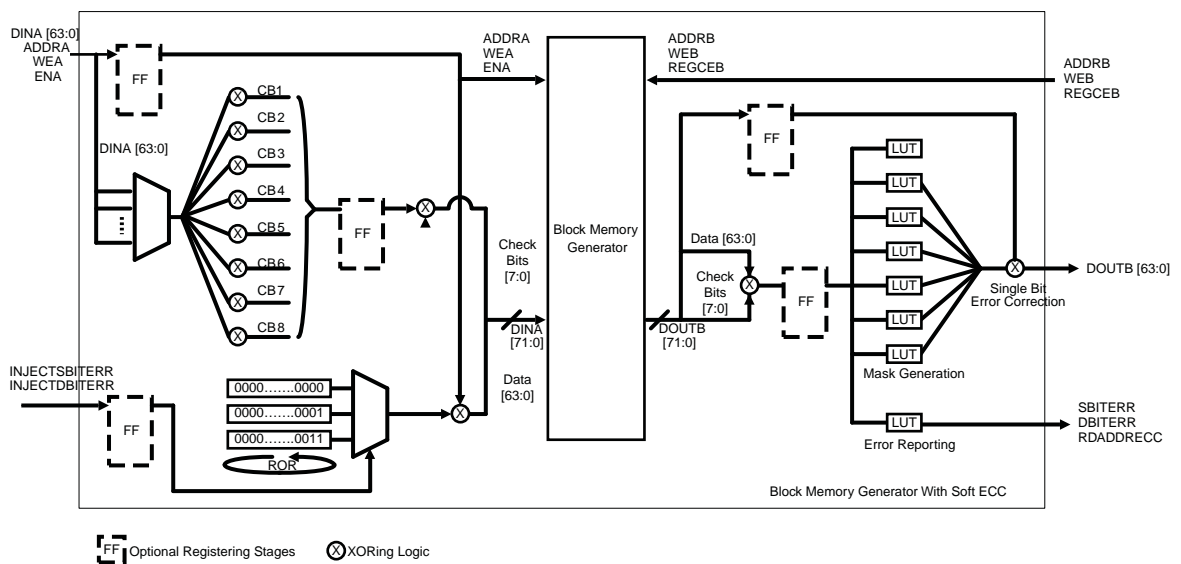 DINA [63:0]
ADDRA
WEA
ENA
FF
DINA [63:0]
CB1
CB2
CB3
CB4
CB5
CB6
CB7
CB8
X
X
X
X
X
X
X
X
FF
X
ADDRA
WEA
ENA
Check
Bits
[7:0]
DINA
[71:0]
Data
[63:0]
INJECTSBITERR
INJECTDBITERR
FF
0000.......0000
0000.......0001
0000.......0011
ROR
X
Block Memory
Generator
ADDRB
WEB
REGCEB
ADDRB
WEB
REGCEB
FF
Data [63:0]
Check
Bits
[7:0]
X
DOUTB
[71:0]
FF
LUT
LUT
LUT
LUT
LUT
LUT
LUT
Mask Generation
LUT
Error Reporting
X
Single Bit
Error Correction
DOUTB [63:0]
SBITERR
DBITERR
RDADDRECC
Block Memory Generator With Soft ECC
FF Optional Registering Stages
X XORing Logic